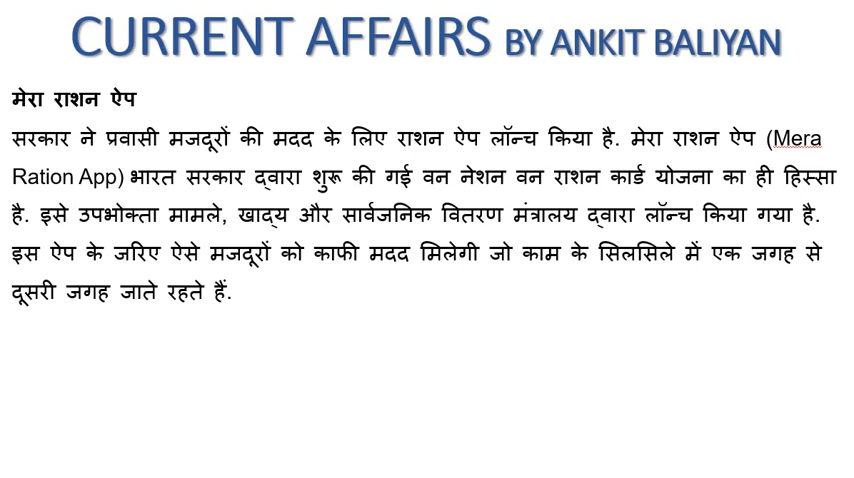 CURRENT AFFAIRS BY ANKIT BALIYAN
मेरा राशन ऐप
सरकार ने प्रवासी मजदूरों की मदद के लिए राशन ऐप लॉन्च किया है. मेरा राशन ऐप (Mera
Ration App) भारत सरकार द्वारा शुरू की गई वन नेशन वन राशन कार्ड योजना का ही हिस्सा
है. इसे उपभोक्ता मामले, खाद्य और सार्वजनिक वितरण मंत्रालय द्वारा लॉन्च किया गया है.
इस ऐप के जरिए ऐसे मजदूरों को काफी मदद मिलेगी जो काम के सिलसिले में एक जगह से
दूसरी जगह जाते रहते हैं.